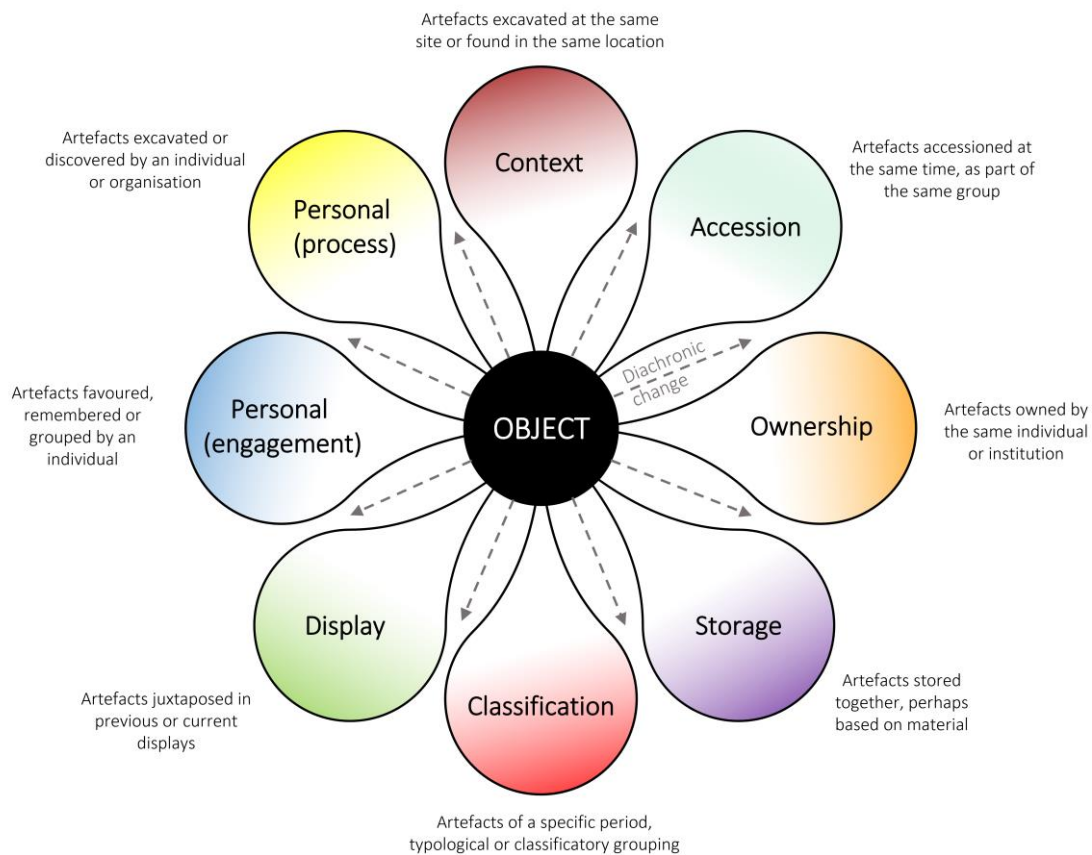 Artefacts excavated at the same
site or found in the same location
Context
Artefacts accessioned
at the same time, as part
of the same group
Accession
Artefacts owned by
the same individual
or institution
Ownership
Artefacts stored
together, perhaps
based on material
Storage
Artefacts of a specific period,
typological or classificatory grouping
Classification
Artefacts juxtaposed in
previous or current
displays
Display
Artefacts favoured,
remembered or
grouped by an
individual
Personal
(engagement)
Artefacts excavated or
discovered by an individual
or organisation
Personal
(process)
OBJECT
Diachronic
change